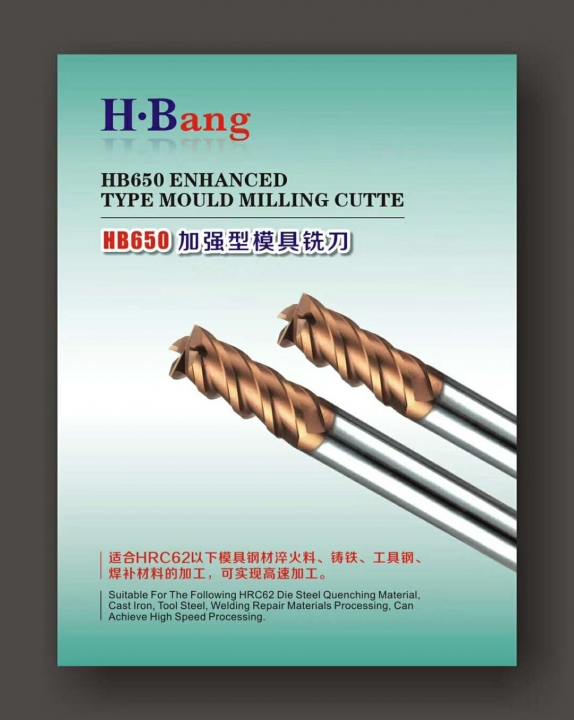 H·Bang
HB650 ENHANCED
TYPE MOULD MILLING CUTTE
HB650 加强型模具铣刀
适合HRC62以下模具钢材淬火料、铸铁、工具钢、
焊补材料的加工，可实现高速加工。
Suitable For The Following HRC62 Die Steel Quenching Material,
Cast Iron, Tool Steel, Welding Repair Materials Processing, Can
Achieve High Speed Processing.